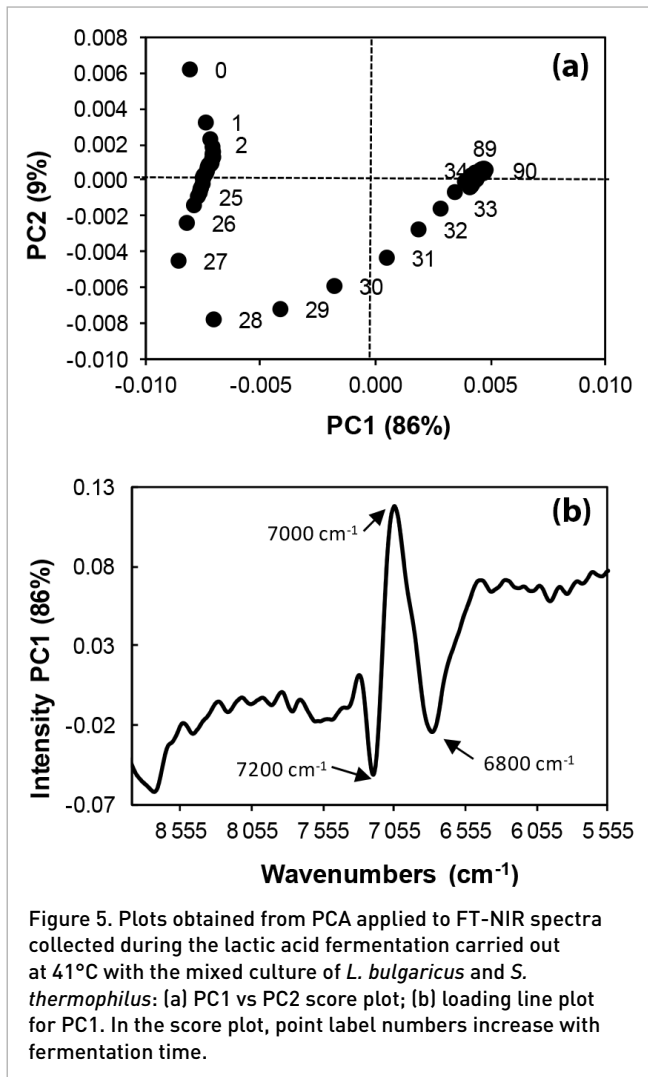 (a)
0.008
0.006
0.004
0.002
0.000
-0.002
-0.004
-0.006
-0.008
-0.010
PC2 (9%)
0
1
2
25
26
27
28
29
30
31
32
33
34
89
90
-0.010 -0.005 0.000 0.005 0.010
PC1 (86%)
(b)
0.13
0.08
0.03
-0.02
-0.07
Intensity PC1 (86%)
7000 cm⁻¹
7200 cm⁻¹
6800 cm⁻¹
8 555 8 055 7 555 7 055 6 555 6 055 5 555
Wavenumbers (cm⁻¹)
Figure 5. Plots obtained from PCA applied to FT-NIR spectra
collected during the lactic acid fermentation carried out
at 41°C with the mixed culture of L. bulgaricus and S.
thermophilus: (a) PC1 vs PC2 score plot; (b) loading line plot
for PC1. In the score plot, point label numbers increase with
fermentation time.